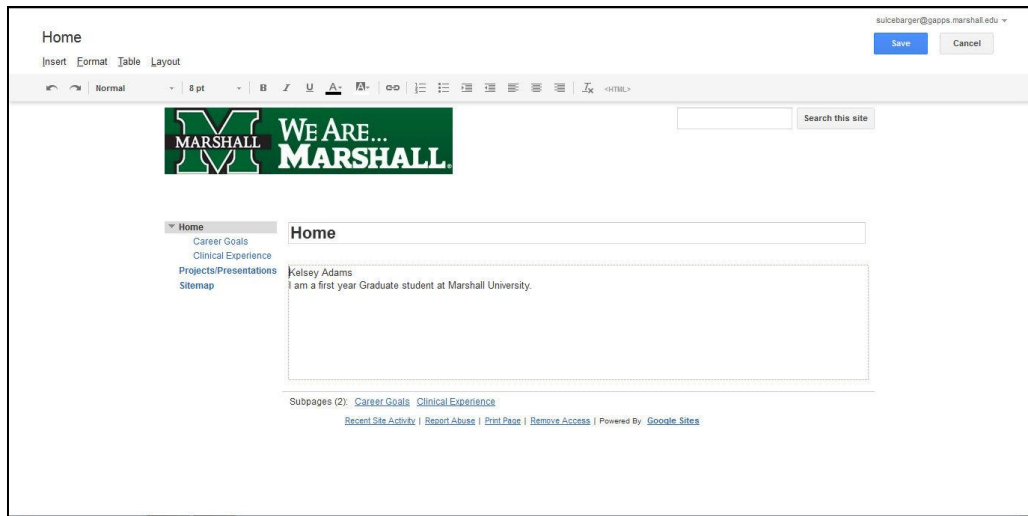 sulcebarger@gapps.marshall.edu
Home
Save Cancel
Insert Format Table Layout
Normal 8 pt B I U A A <HTML>
MARSHALL
WE ARE...
MARSHALL.
Search this site
Home
Career Goals
Clinical Experience
Projects/Presentations
Sitemap
Home
Kelsey Adams
I am a first year Graduate student at Marshall University.
Subpages (2): Career Goals Clinical Experience
Recent Site Activity | Report Abuse | Print Page | Remove Access | Powered By Google Sites